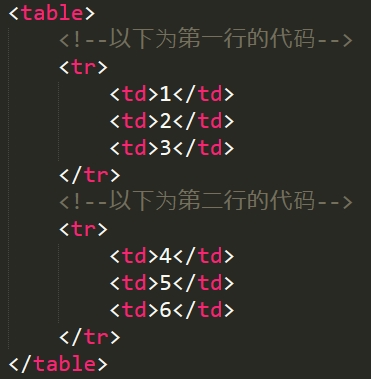 <table>
<!--以下为第一行的代码-->
<tr>
<td>1</td>
<td>2</td>
<td>3</td>
</tr>
<!--以下为第二行的代码-->
<tr>
<td>4</td>
<td>5</td>
<td>6</td>
</tr>
</table>